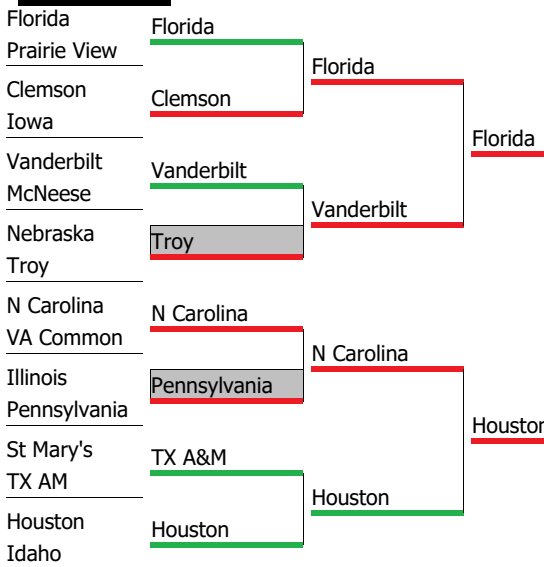 Florida
Prairie View
Clemson
Iowa
Vanderbilt
McNeese
Nebraska
Troy
N Carolina
VA Common
Illinois
Pennsylvania
St Mary's
TX AM
Houston
Idaho
Florida
Clemson
Vanderbilt
Troy
N Carolina
Pennsylvania
TX A&M
Houston
Florida
Vanderbilt
N Carolina
Houston
Florida
Houston